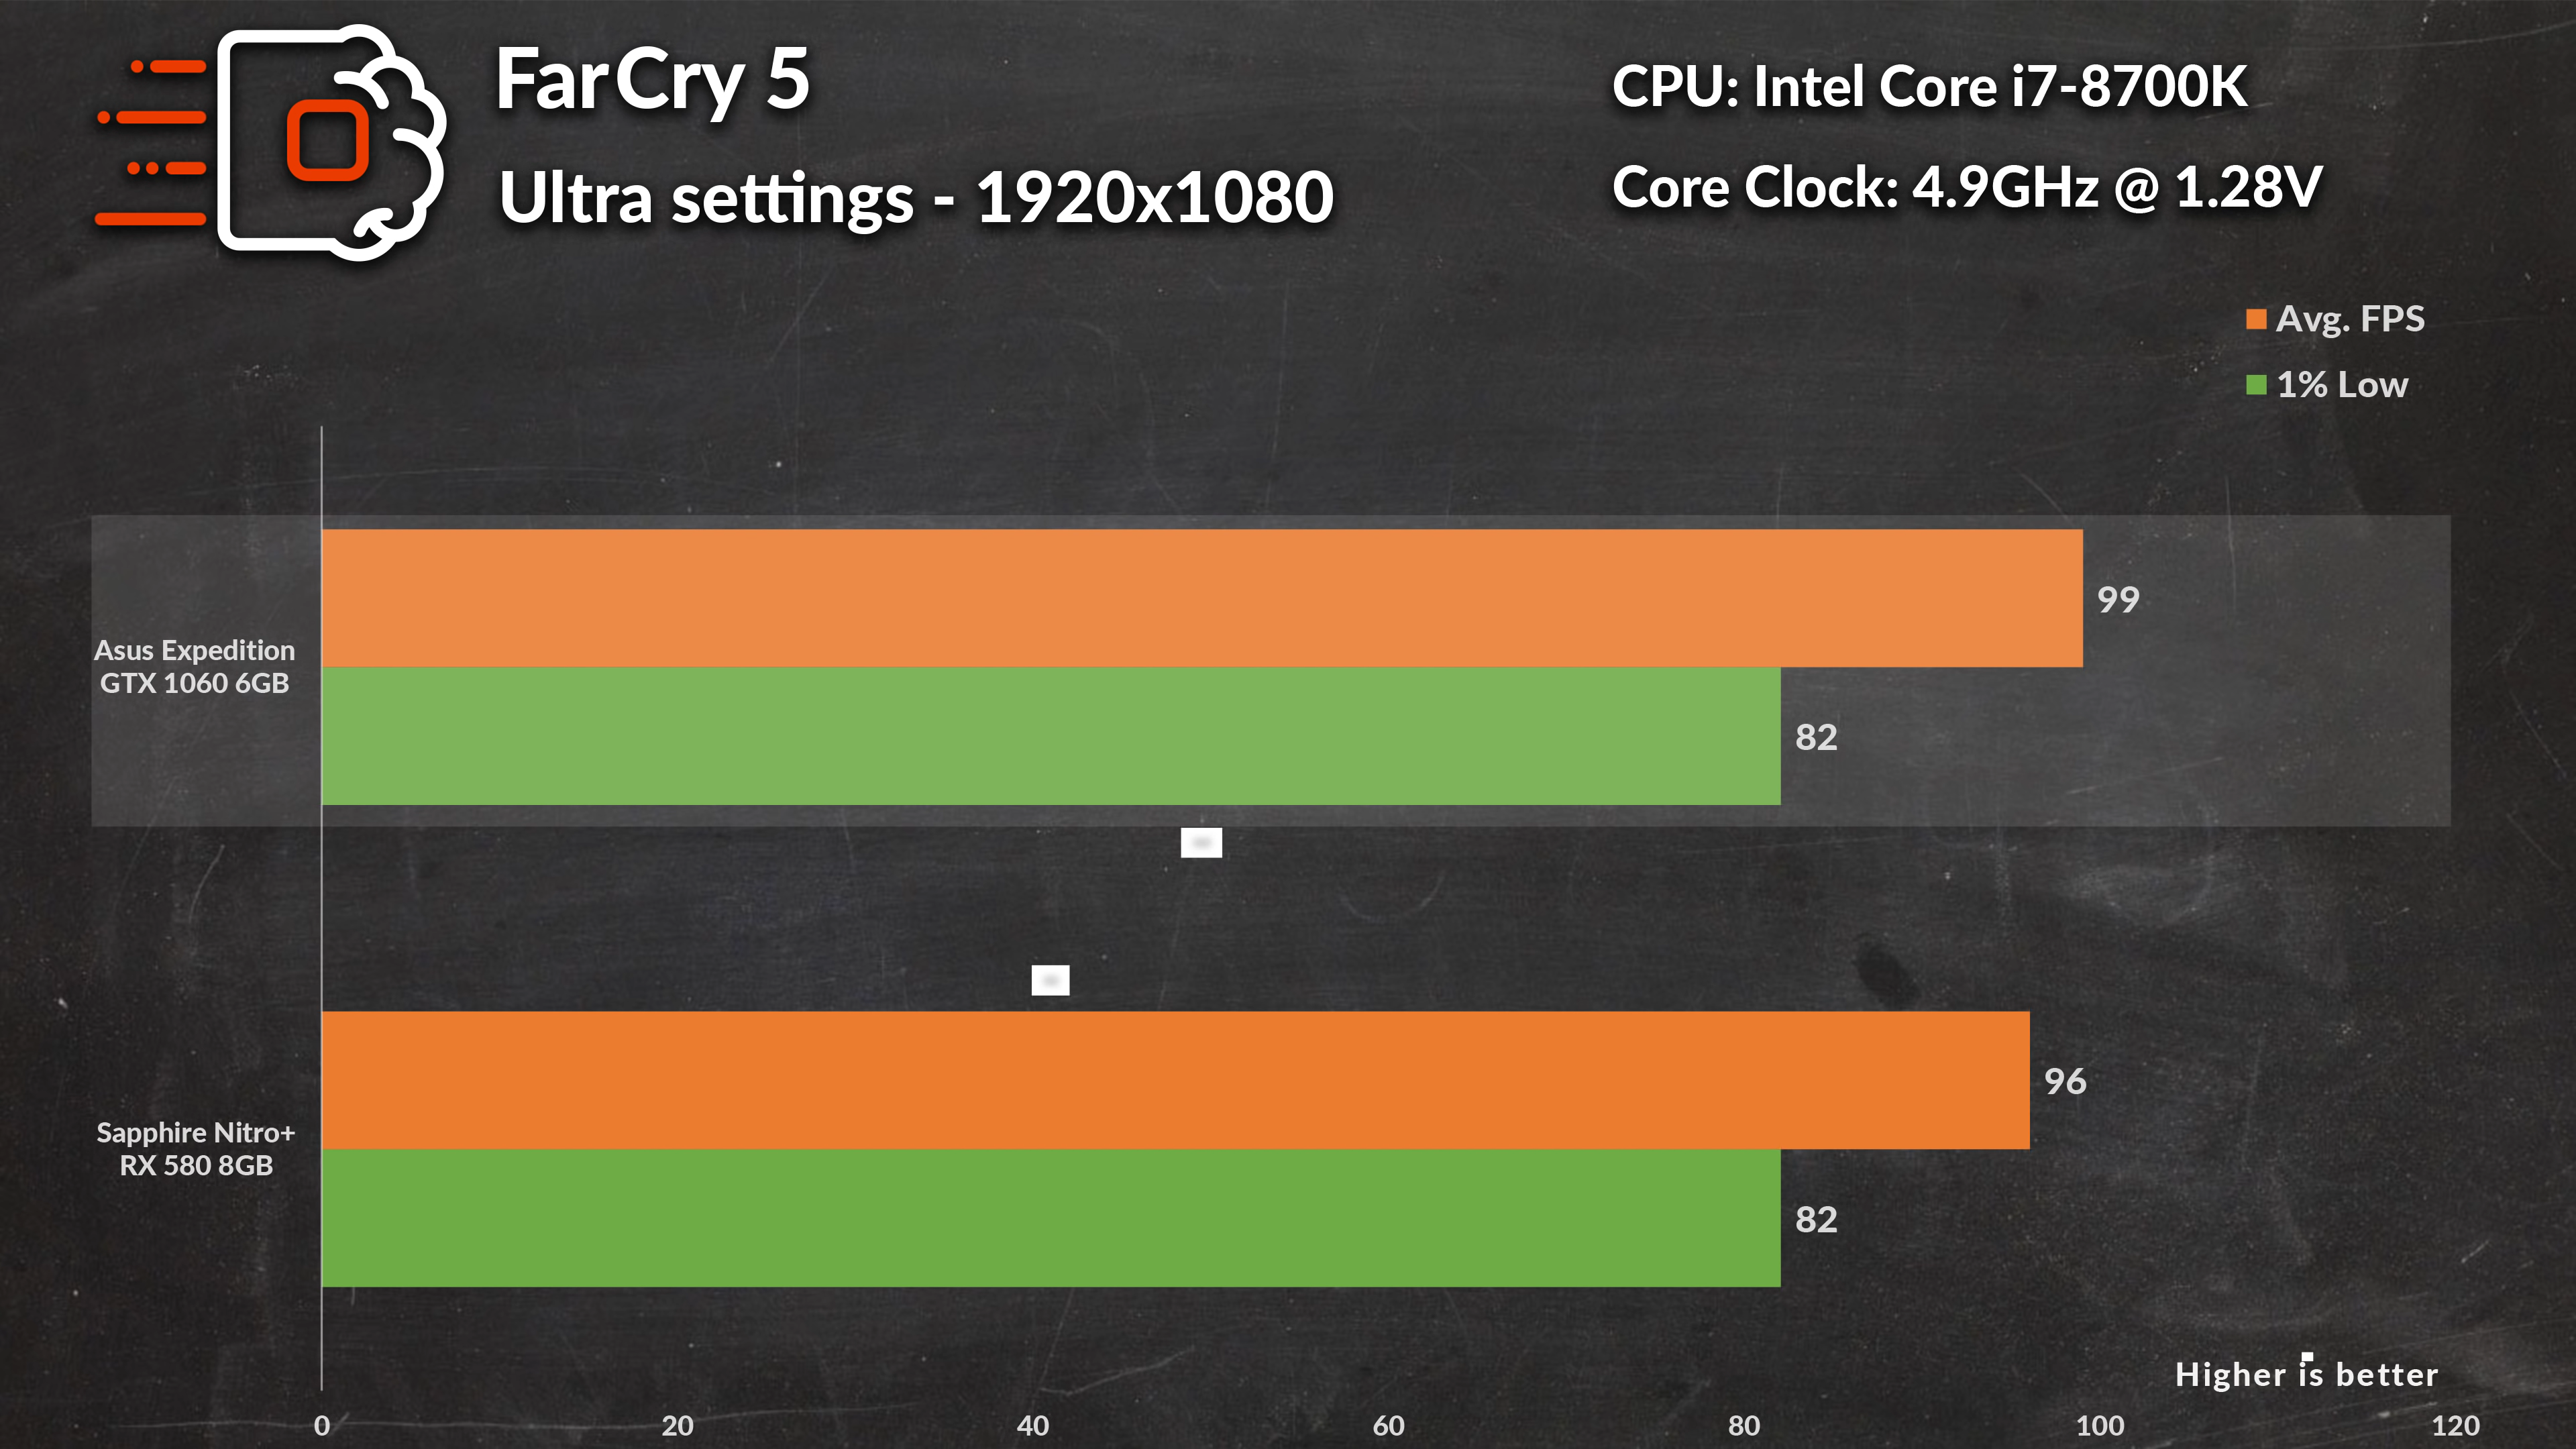 FarCry 5
Ultra settings - 1920x1080
CPU: Intel Core i7-8700K
Core Clock: 4.9GHz @ 1.28V
Avg. FPS
1% Low
Asus Expedition
GTX 1060 6GB
99
82
Sapphire Nitro+
RX 580 8GB
96
82
Higher is better
0 20 40 60 80 100 120